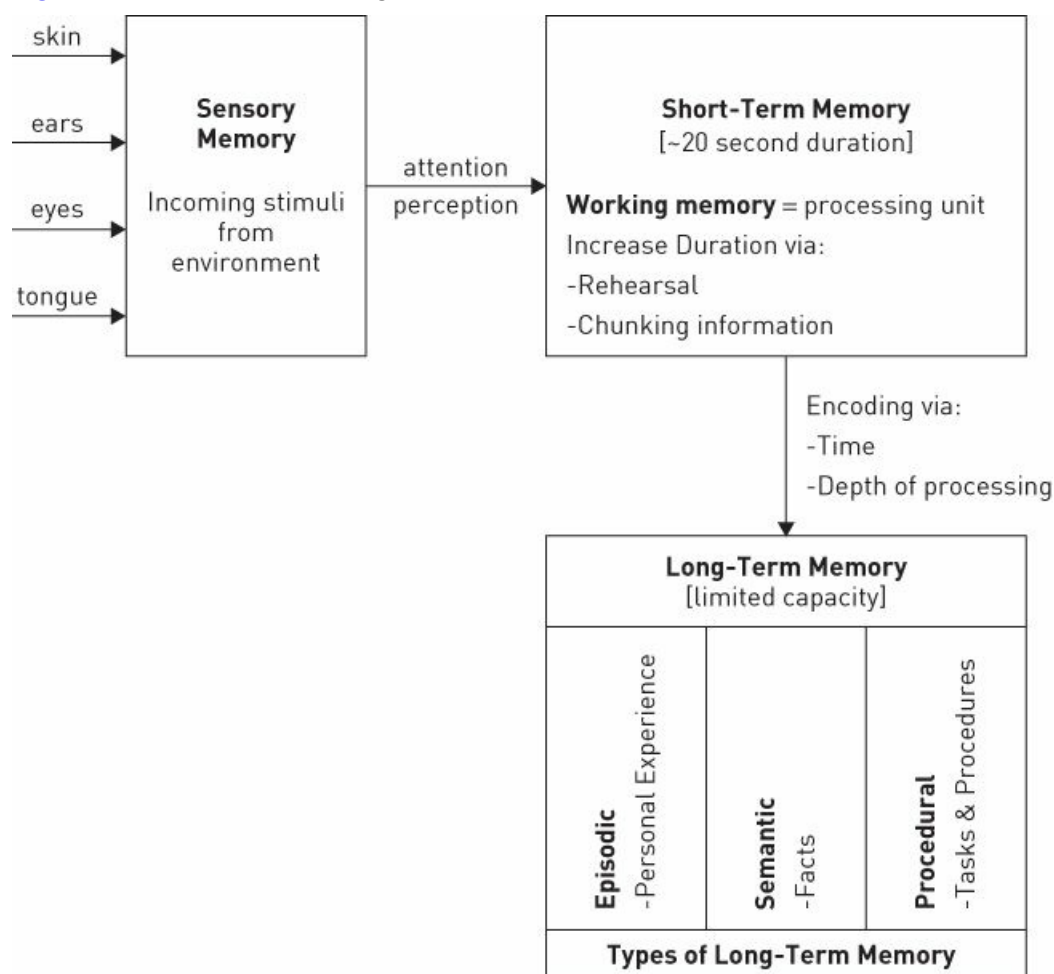 skin
ears
eyes
tongue
Sensory
Memory
Incoming stimuli
from
environment
attention
perception
Short-Term Memory
[~20 second duration]
Working memory = processing unit
Increase Duration via:
-Rehearsal
-Chunking information
Encoding via:
-Time
-Depth of processing
Long-Term Memory
[limited capacity]
Episodic
-Personal Experience
Semantic
-Facts
Procedural
-Tasks & Procedures
Types of Long-Term Memory